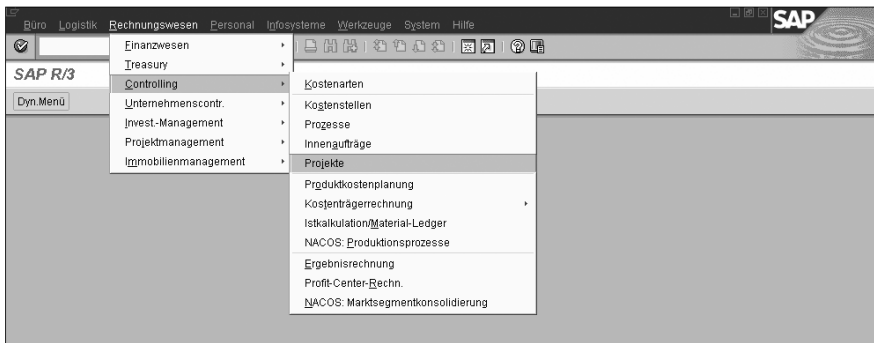 Büro Logistik Rechnungswesen Personal Infosysteme Werkzeuge System Hilfe
SAP
SAP R/3
Dyn.Menü
Finanzwesen
Treasury
Controlling
Unternehmenscontr.
Invest.-Management
Projektmanagement
Immobilienmanagement
Kostenarten
Kostenstellen
Prozesse
Innenaufträge
Projekte
Produktkostenplanung
Kostenträgerrechnung
Istkalkulation/Material-Ledger
NACOS: Produktionsprozesse
Ergebnisrechnung
Profit-Center-Rechn.
NACOS: Marktsegmentkonsolidierung